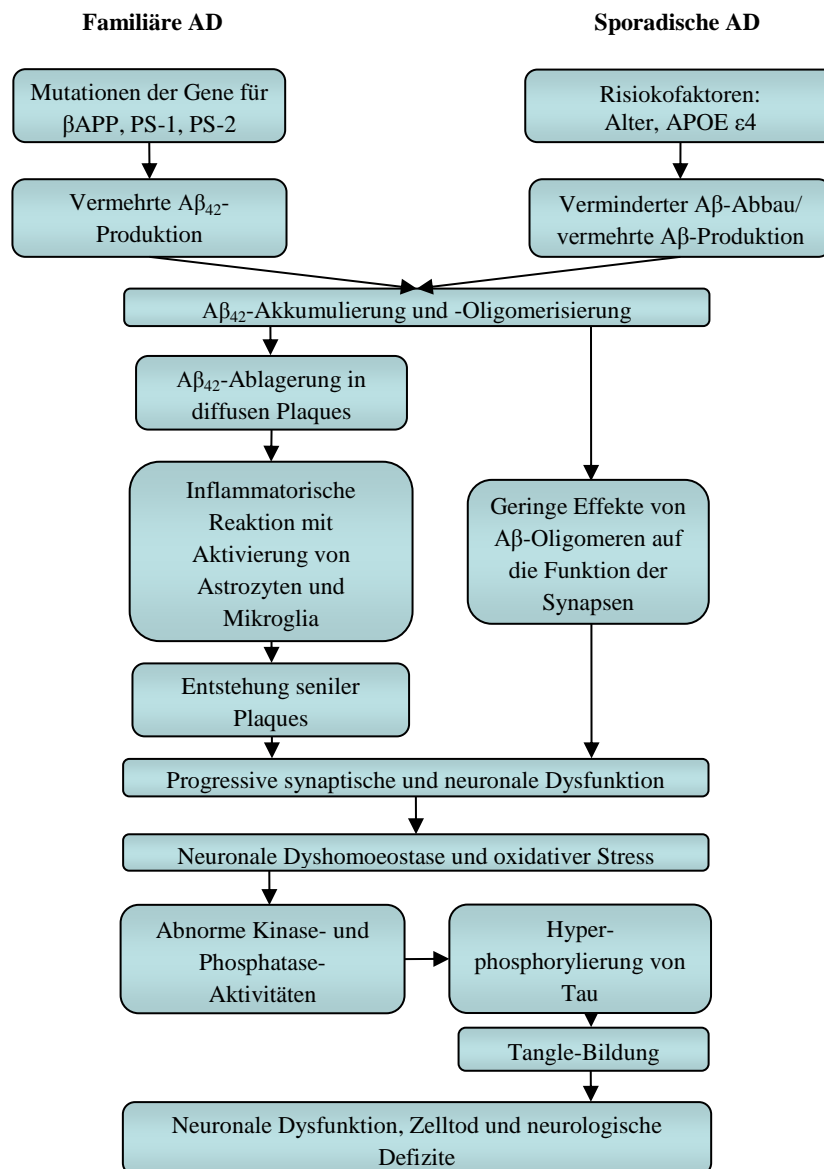 Familiäre AD
Sporadische AD
Mutationen der Gene für
βAPP, PS-1, PS-2
Risiokofaktoren:
Alter, APOE ε4
Vermehrte Aβ₄₂-
Produktion
Verminderter Aβ-Abbau/
vermehrte Aβ-Produktion
Aβ₄₂-Akkumulierung und -Oligomerisierung
Aβ₄₂-Ablagerung in
diffusen Plaques
Inflammatorische
Reaktion mit
Aktivierung von
Astrozyten und
Mikroglia
Geringe Effekte von
Aβ-Oligomeren auf
die Funktion der
Synapsen
Entstehung seniler
Plaques
Progressive synaptische und neuronale Dysfunktion
Neuronale Dyshomoeostase und oxidativer Stress
Abnorme Kinase- und
Phosphatase-
Aktivitäten
Hyper-
phosphorylierung von
Tau
Tangle-Bildung
Neuronale Dysfunktion, Zelltod und neurologische
Defizite